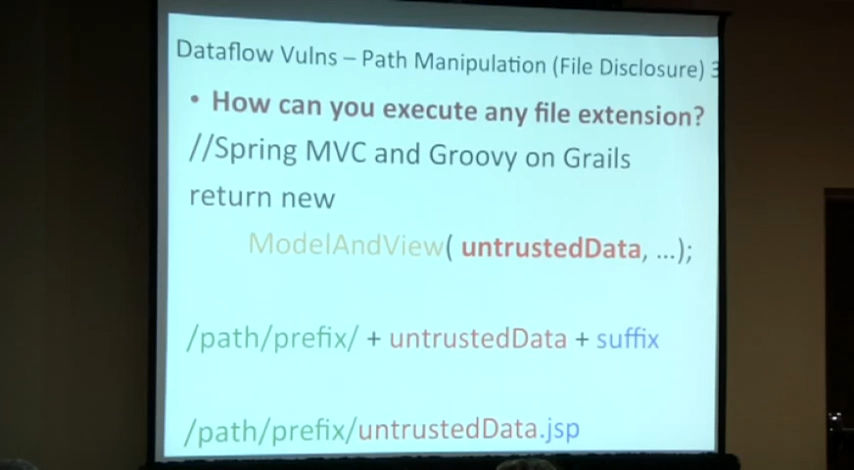 Dataflow Vulns – Path Manipulation (File Disclosure) 3
• How can you execute any file extension?
//Spring MVC and Groovy on Grails
return new
ModelAndView( untrustedData, ...);
/path/prefix/ + untrustedData + suffix
/path/prefix/untrustedData.jsp